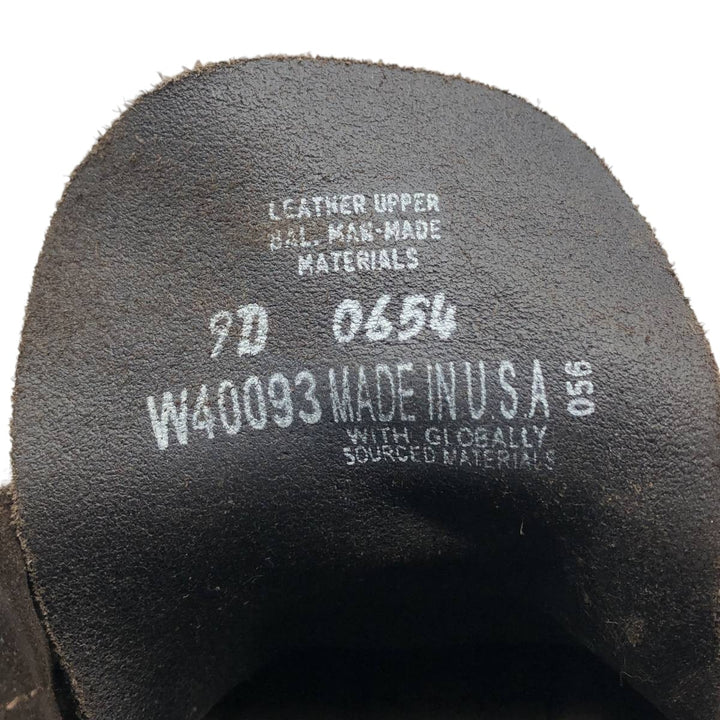 LEATHER UPPER
BAL. MAN-MADE
MATERIALS
9D 0654
W40093 MADE IN U.S.A 056
WITH GLOBALLY
SOURCED MATERIALS